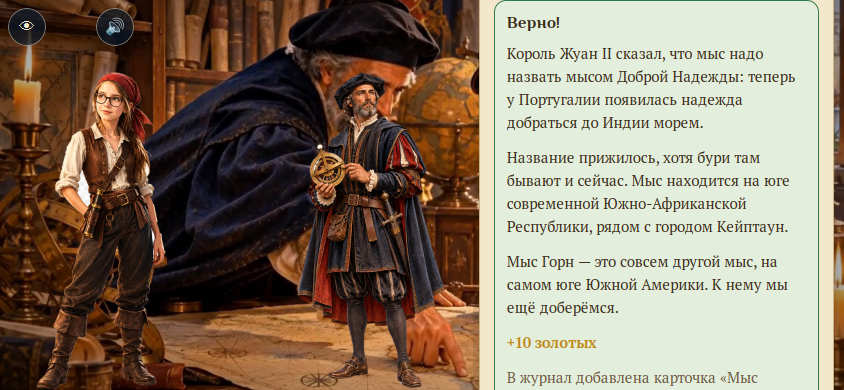 Верно!
Король Жуан II сказал, что мыс надо
назвать мысом Доброй Надежды: теперь
у Португалии появилась надежда
добраться до Индии морем.
Название прижилось, хотя бури там
бывают и сейчас. Мыс находится на юге
современной Южно-Африканской
Республики, рядом с городом Кейптаун.
Мыс Горн — это совсем другой мыс, на
самом юге Южной Америки. К нему мы
ещё доберёмся.
+10 золотых
В журнал добавлена карточка «Мыс